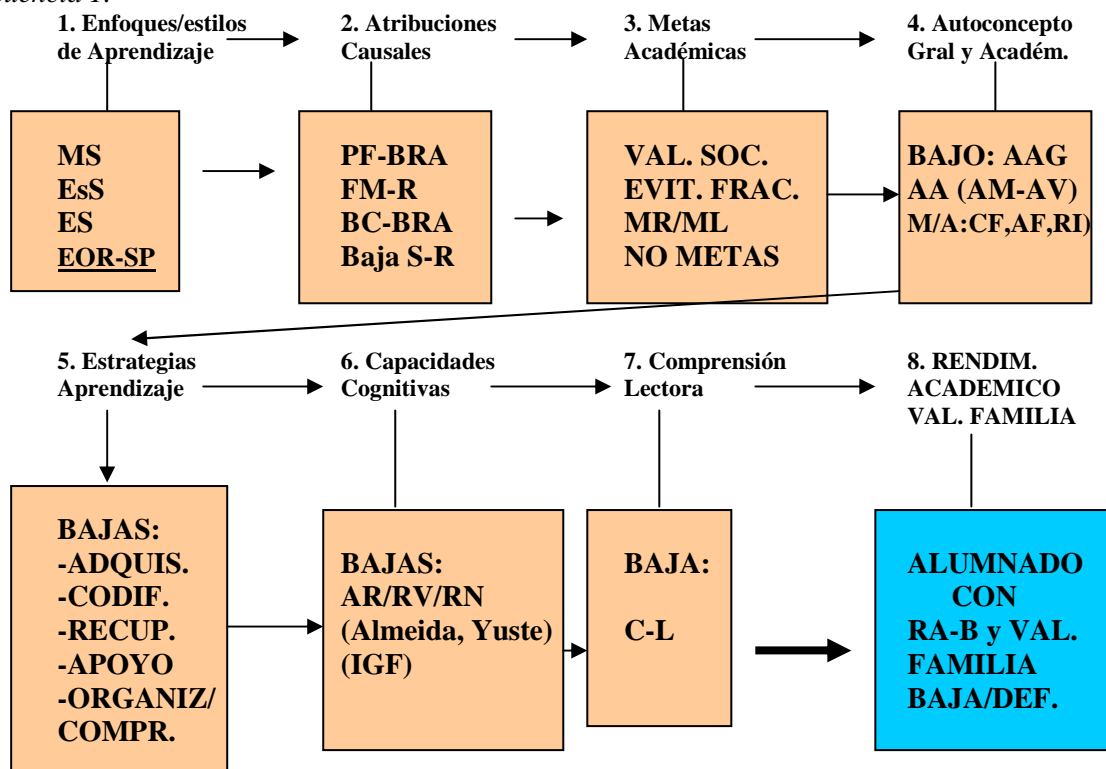 1. Enfoques/estilos
de Aprendizaje
2. Atribuciones
Causales
3. Metas
Académicas
4. Autoconcepto
Gral y Académ.
MS
EsS
ES
EOR-SP
PF-BRA
FM-R
BC-BRA
Baja S-R
VAL. SOC.
EVIT. FRAC.
MR/ML
NO METAS
BAJO: AAG
AA (AM-AV)
M/A:CF,AF,RI)
5. Estrategias
Aprendizaje
6. Capacidades
Cognitivas
7. Comprensión
Lectora
8. RENDIM.
ACADEMICO
VAL. FAMILIA
BAJAS:
-ADQUIS.
-CODIF.
-RECUP.
-APOYO
-ORGANIZ/
COMPR.
BAJAS:
AR/RV/RN
(Almeida, Yuste)
(IGF)
BAJA:
C-L
ALUMNADO
CON
RA-B y VAL.
FAMILIA
BAJA/DEF.